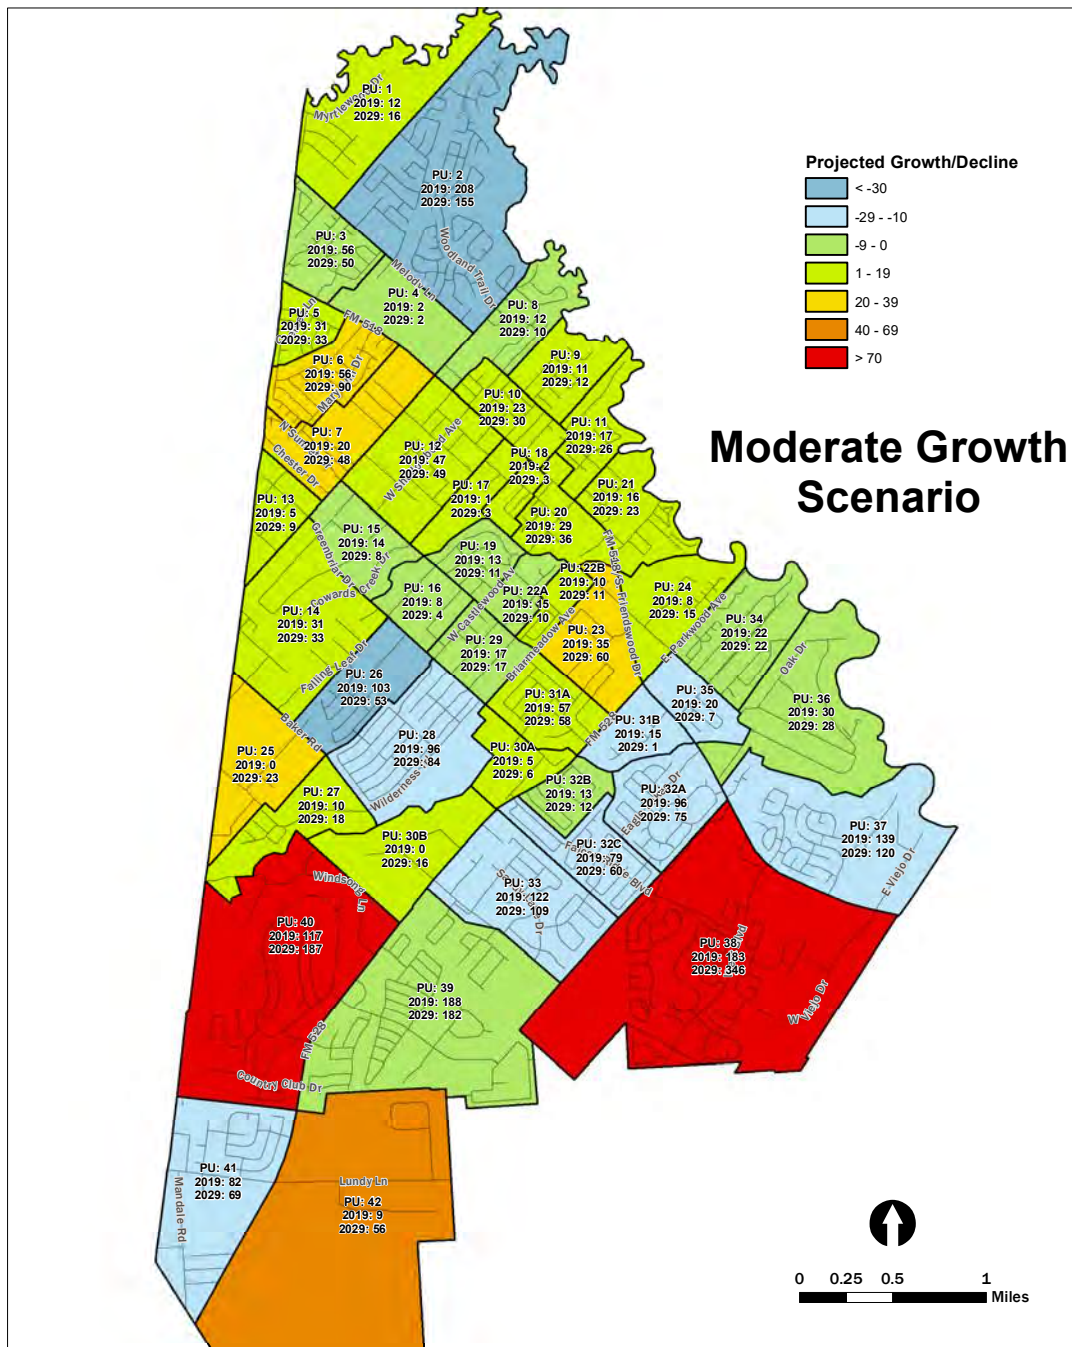 PU: 1
2019: 12
2029: 16
Myrtlewood Dr
PU: 2
2019: 208
2029: 155
Woodland Trail Dr
Projected Growth/Decline
< -30
-29 - -10
-9 - 0
1 - 19
20 - 39
40 - 69
> 70
Moderate Growth
Scenario
PU: 3
2019: 56
2029: 50
Melody Ln
PU: 4
2019: 2
2029: 2
FM 518
PU: 8
2019: 12
2029: 10
PU: 5
2019: 31
2029: 33
Ln
PU: 6
2019: 56
2029: 90
Dr
PU: 9
2019: 11
2029: 12
PU: 10
2019: 23
2029: 30
PU: 7
2019: 20
2029: 48
Chester Dr
PU: 12
2019: 47
2029: 49
Ave
PU: 11
2019: 17
2029: 26
PU: 18
2019: 2
2029: 3
PU: 17
2019: 1
2029: 3
PU: 21
2019: 16
2029: 23
PU: 13
2019: 5
2029: 9
PU: 20
2019: 29
2029: 36
PU: 15
2019: 14
2029: 8
Greenbriar Dr
Cowards Creek Dr
PU: 19
2019: 13
2029: 11
W Castlewood Av
FM 518
S Friendswood Dr
PU: 22B
2019: 10
2029: 11
PU: 16
2019: 8
2029: 4
PU: 22A
2019: 15
2029: 10
PU: 24
2019: 8
2029: 15
E Parkwood Ave
PU: 14
2019: 31
2029: 33
Falling Leaf Dr
PU: 23
2019: 35
2029: 60
Briarmeadow Ave
PU: 34
2019: 22
2029: 22
Oak Dr
PU: 29
2019: 17
2029: 17
PU: 26
2019: 103
2029: 53
PU: 31A
2019: 57
2029: 58
PU: 35
2019: 20
2029: 7
PU: 36
2019: 30
2029: 28
Baker Rd
PU: 31B
2019: 15
2029: 1
FM 528
PU: 28
2019: 96
2029: 84
Wilderness
PU: 25
2019: 0
2029: 23
PU: 30A
2019: 5
2029: 6
PU: 32B
2019: 13
2029: 12
PU: 32A
2019: 96
2029: 75
Dr
PU: 27
2019: 10
2029: 18
PU: 37
2019: 139
2029: 120
E Viejo Dr
PU: 30B
2019: 0
2029: 16
PU: 32C
2019: 79
2029: 60
Blvd
Windsong Ln
PU: 33
2019: 122
2029: 109
Dr
PU: 40
2019: 117
2029: 187
PU: 38
2019: 183
2029: 346
Blvd
W Viejo Dr
PU: 39
2019: 188
2029: 182
FM 528
Country Club Dr
PU: 41
2019: 82
2029: 69
Mandale Rd
Lundy Ln
PU: 42
2019: 9
2029: 56
0 0.25 0.5 1
Miles